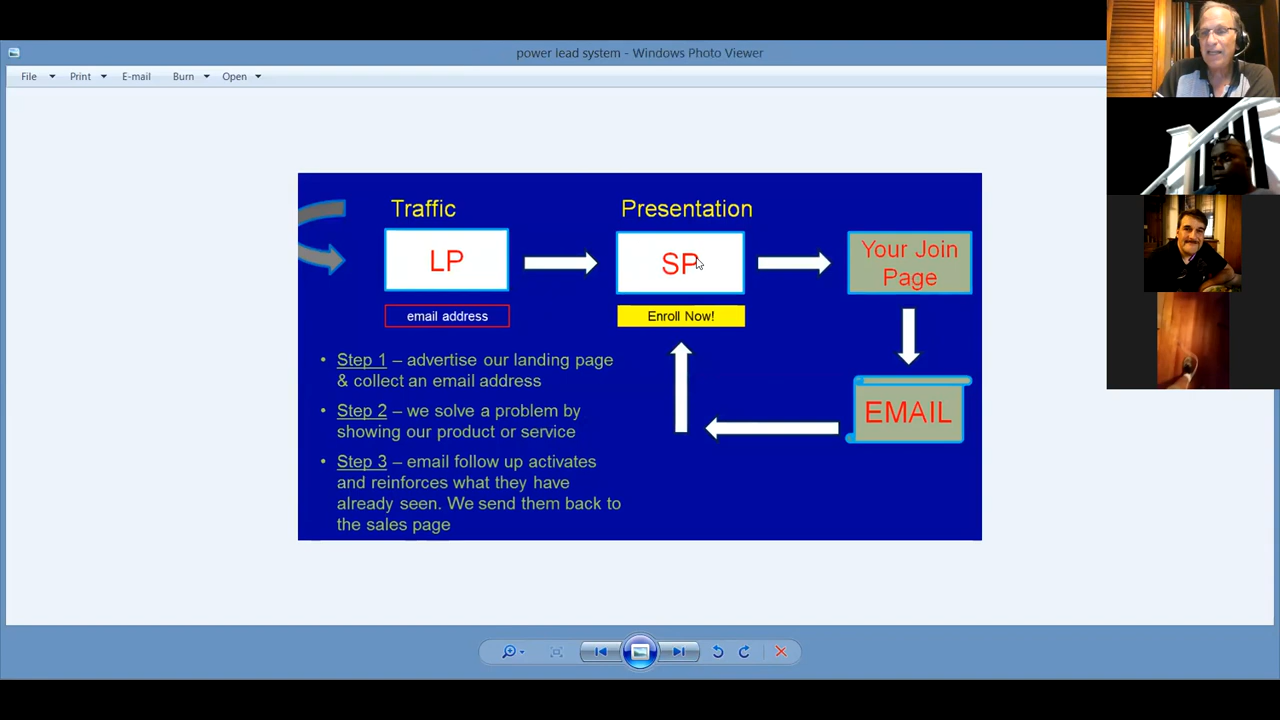 power lead system - Windows Photo Viewer
File Print E-mail Burn Open
Traffic
Presentation
LP
SP
Your Join
Page
email address
Enroll Now!
• Step 1 – advertise our landing page
& collect an email address
• Step 2 – we solve a problem by
showing our product or service
• Step 3 – email follow up activates
and reinforces what they have
already seen. We send them back to
the sales page
EMAIL